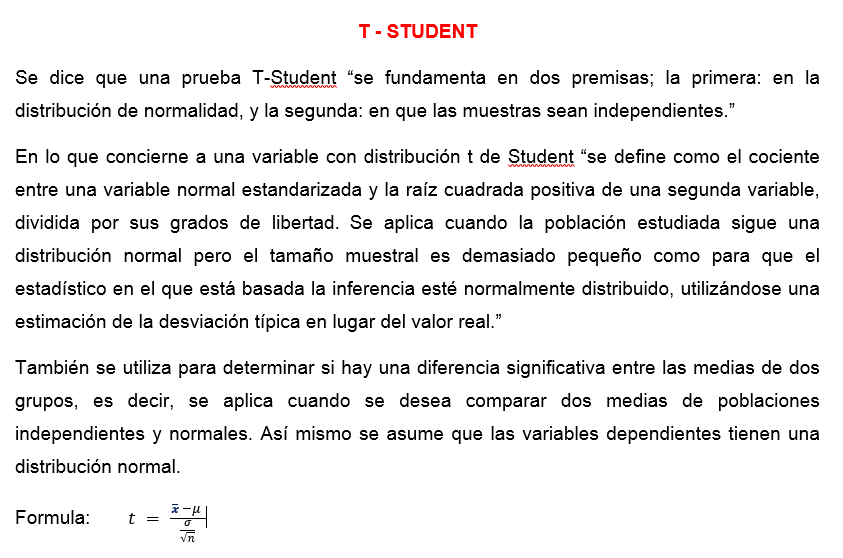 T - STUDENT
Se dice que una prueba T-Student “se fundamenta en dos premisas; la primera: en la
distribución de normalidad, y la segunda: en que las muestras sean independientes.”
En lo que concierne a una variable con distribución t de Student “se define como el cociente
entre una variable normal estandarizada y la raíz cuadrada positiva de una segunda variable,
dividida por sus grados de libertad. Se aplica cuando la población estudiada sigue una
distribución normal pero el tamaño muestral es demasiado pequeño como para que el
estadístico en el que está basada la inferencia esté normalmente distribuido, utilizándose una
estimación de la desviación típica en lugar del valor real.”
También se utiliza para determinar si hay una diferencia significativa entre las medias de dos
grupos, es decir, se aplica cuando se desea comparar dos medias de poblaciones
independientes y normales. Así mismo se asume que las variables dependientes tienen una
distribución normal.
Formula: t = (x̄ − μ) / (σ / √n)